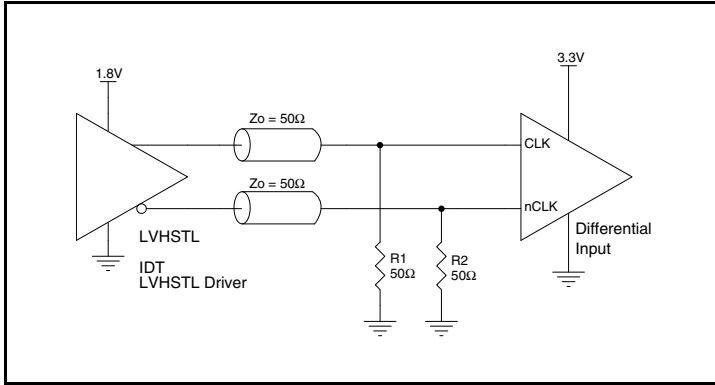 1.8V
3.3V
Zo = 50Ω
CLK
Zo = 50Ω
nCLK
Differential
Input
LVHSTL
IDT
LVHSTL Driver
R1
50Ω
R2
50Ω